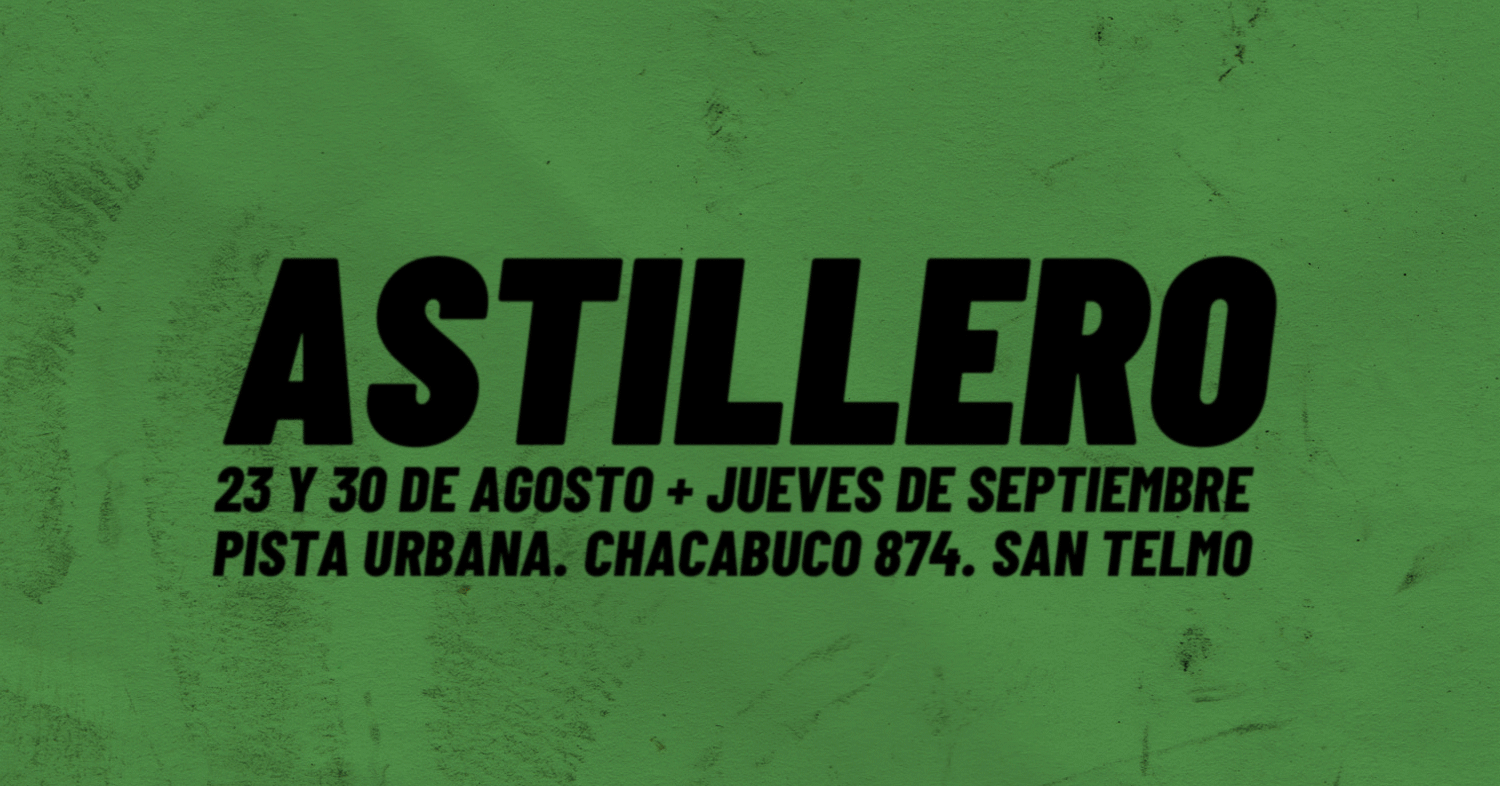 ASTILLERO
23 Y 30 DE AGOSTO + JUEVES DE SEPTIEMBRE
PISTA URBANA. CHACABUCO 874. SAN TELMO